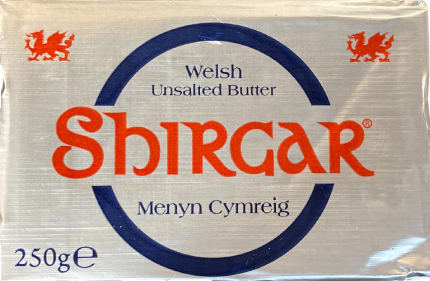 Welsh
Unsalted Butter
Shirgar®
Menyn Cymreig
250g℮